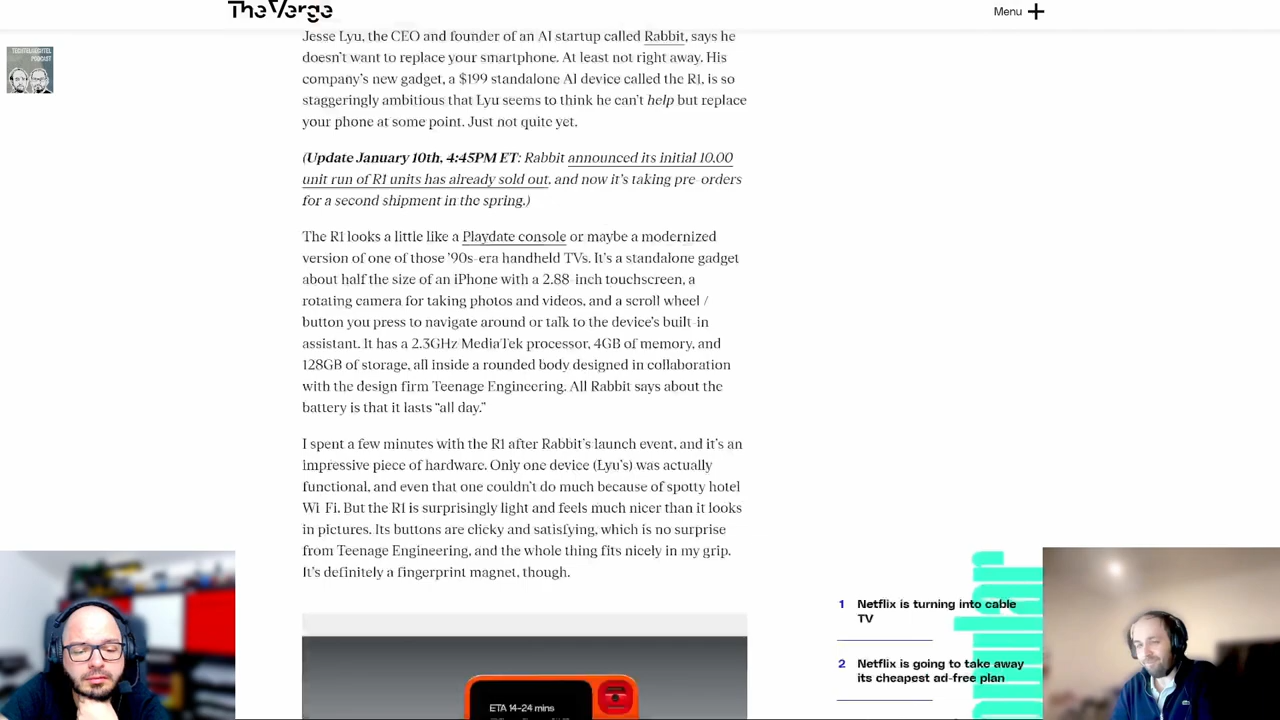 The Verge
Menu
TECHTELMECHTEL
PODCAST
Jesse Lyu, the CEO and founder of an AI startup called Rabbit, says he
doesn't want to replace your smartphone. At least not right away. His
company's new gadget, a $199 standalone AI device called the R1, is so
staggeringly ambitious that Lyu seems to think he can't help but replace
your phone at some point. Just not quite yet.
(Update January 10th, 4:45PM ET: Rabbit announced its initial 10.00
unit run of R1 units has already sold out, and now it's taking pre-orders
for a second shipment in the spring.)
The R1 looks a little like a Playdate console or maybe a modernized
version of one of those '90s-era handheld TVs. It's a standalone gadget
about half the size of an iPhone with a 2.88-inch touchscreen, a
rotating camera for taking photos and videos, and a scroll wheel /
button you press to navigate around or talk to the device's built-in
assistant. It has a 2.3GHz MediaTek processor, 4GB of memory, and
128GB of storage, all inside a rounded body designed in collaboration
with the design firm Teenage Engineering. All Rabbit says about the
battery is that it lasts “all day.”
I spent a few minutes with the R1 after Rabbit's launch event, and it's an
impressive piece of hardware. Only one device (Lyu's) was actually
functional, and even that one couldn't do much because of spotty hotel
Wi-Fi. But the R1 is surprisingly light and feels much nicer than it looks
in pictures. Its buttons are clicky and satisfying, which is no surprise
from Teenage Engineering, and the whole thing fits nicely in my grip.
It's definitely a fingerprint magnet, though.
ETA 14-24 mins
1 Netflix is turning into cable
TV
2 Netflix is going to take away
its cheapest ad-free plan